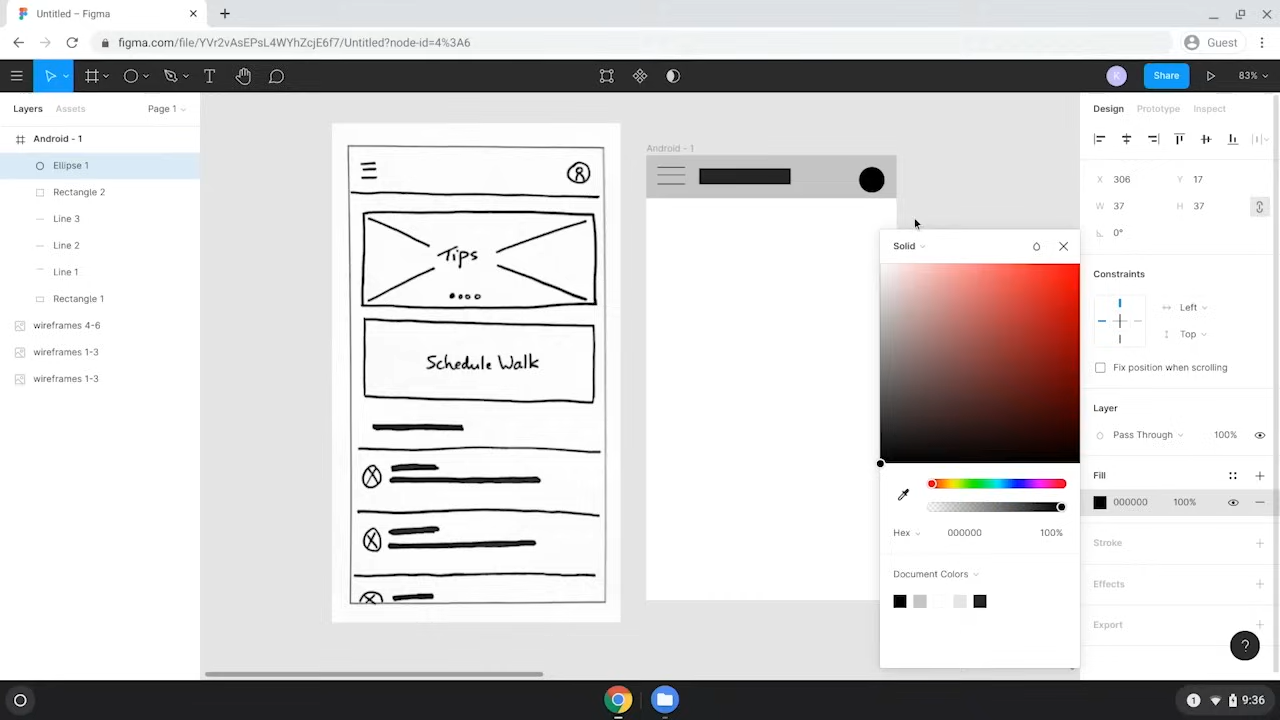 Untitled – Figma
figma.com/file/YVr2vAsEPsL4WYhZcjE6f7/Untitled?node-id=4%3A6
Guest
T
K
Share
83%
Layers
Assets
Page 1
Android - 1
Ellipse 1
Rectangle 2
Line 3
Line 2
Line 1
Rectangle 1
wireframes 4-6
wireframes 1-3
wireframes 1-3
Tips
Schedule Walk
Android - 1
Solid
Hex
000000
100%
Document Colors
Design
Prototype
Inspect
X 306 Y 17
W 37 H 37
0°
Constraints
Left
Top
Fix position when scrolling
Layer
Pass Through
100%
Fill
000000
100%
Stroke
Effects
Export
?
1
9:36